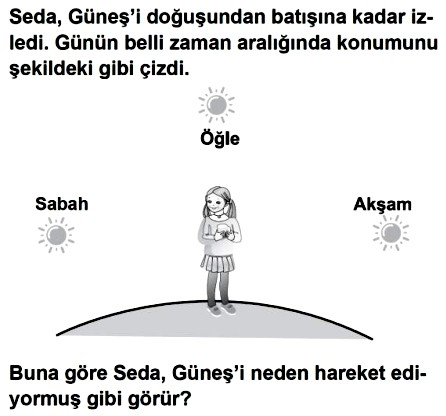 Seda, Güneş'i doğuşundan batışına kadar iz-
ledi. Günün belli zaman aralığında konumunu
şekildeki gibi çizdi.
Öğle
Sabah
Akşam
Buna göre Seda, Güneş'i neden hareket edi-
yormuş gibi görür?